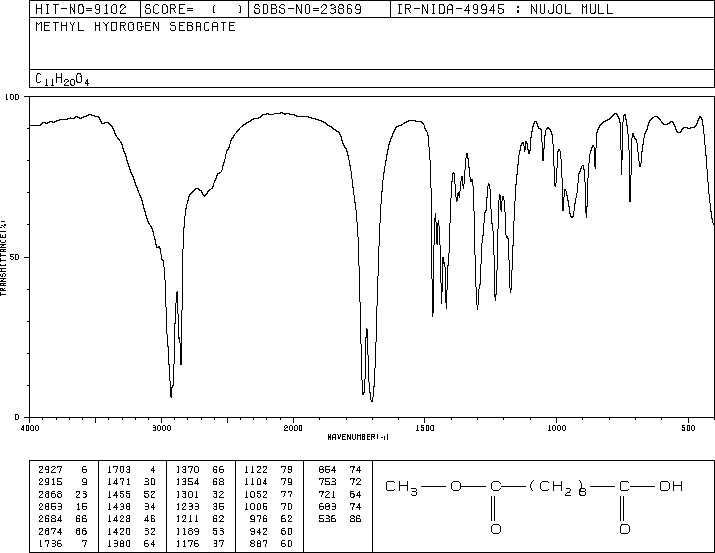 HIT-NO=9102 SCORE= ( ) SDBS-NO=23869 IR-NIDA-49945 : NUJOL MULL
METHYL HYDROGEN SEBACATE
C11H20O4
100
50
0
TRANSMITTANCE(%)
4000 3000 2000 1500 1000 500
WAVENUMBER(-1)
2927 6 1703 4 1370 66 1122 79 854 74
2915 9 1471 30 1354 68 1104 79 753 72
2868 23 1455 52 1301 32 1052 77 721 64
2853 16 1438 34 1233 35 1006 70 689 74
2684 66 1428 46 1211 62 976 62 536 86
2674 66 1420 32 1189 53 942 60
1736 7 1380 64 1176 37 887 60
CH3 O C (CH2)8 C OH
O O